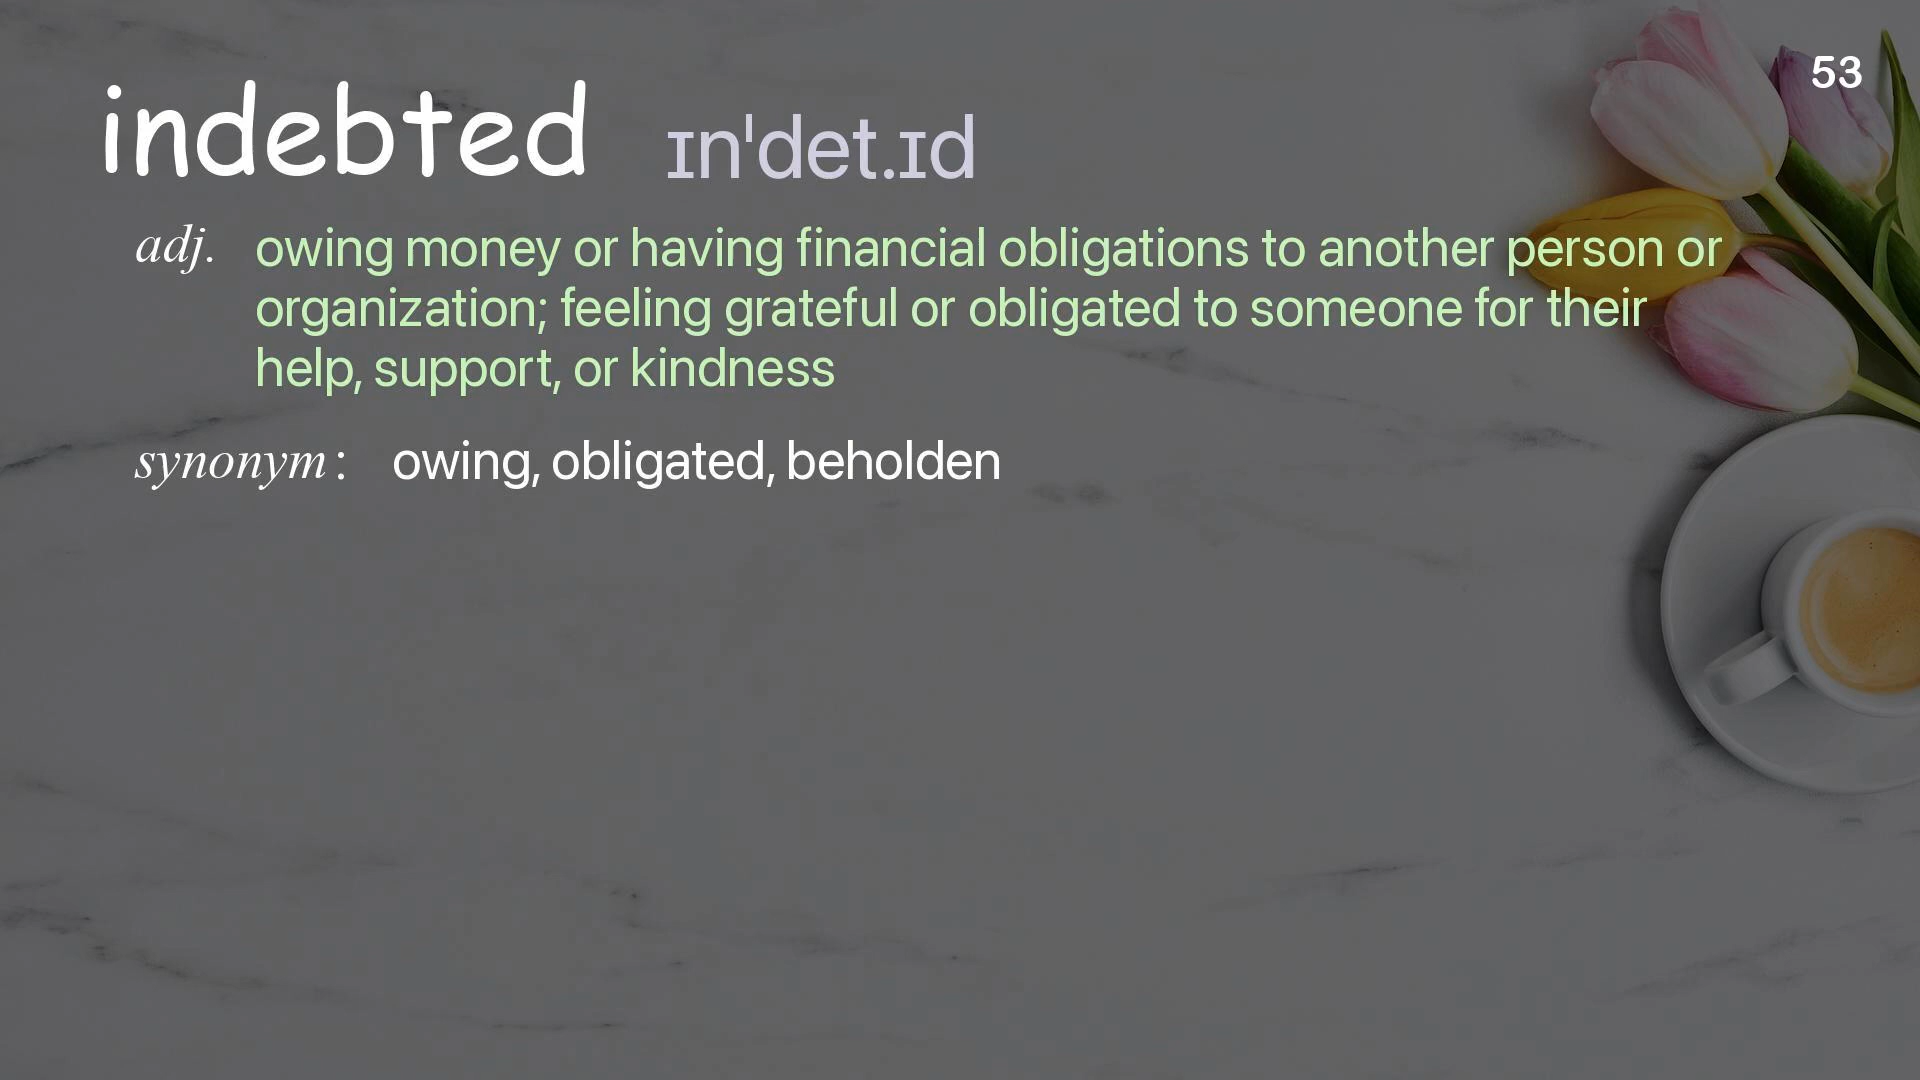 53
indebted ɪnˈdet.ɪd
adj. owing money or having financial obligations to another person or
organization; feeling grateful or obligated to someone for their
help, support, or kindness
synonym: owing, obligated, beholden